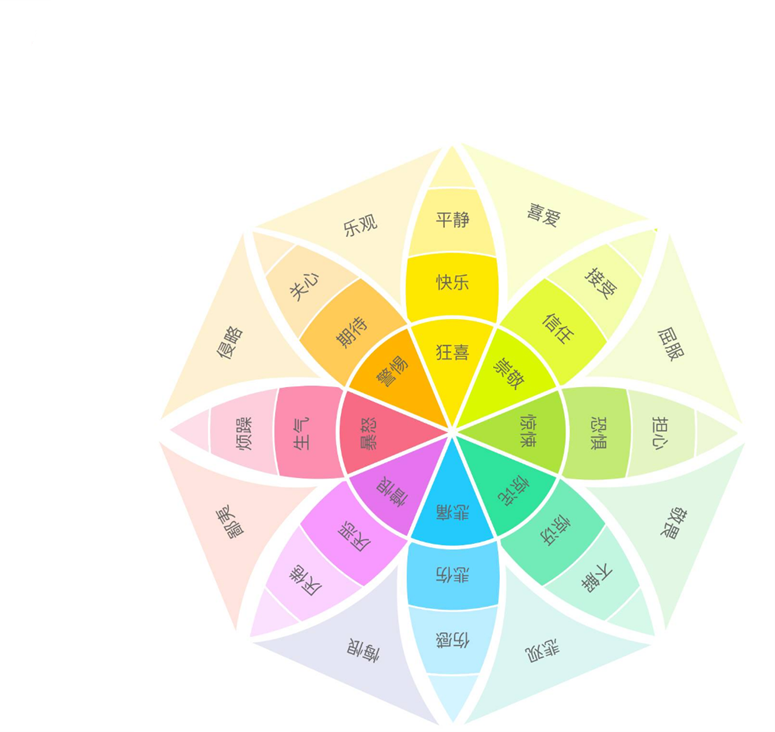 乐观
喜爱
平静
关心
接受
快乐
期待
信任
侵略
屈服
狂喜
警惕
崇敬
烦躁
生气
暴怒
惊悚
恐惧
担心
憎恨
惊诧
悲痛
鄙夷
厌恶
惊讶
敬畏
厌倦
悲伤
不解
悔恨
伤感
悲观